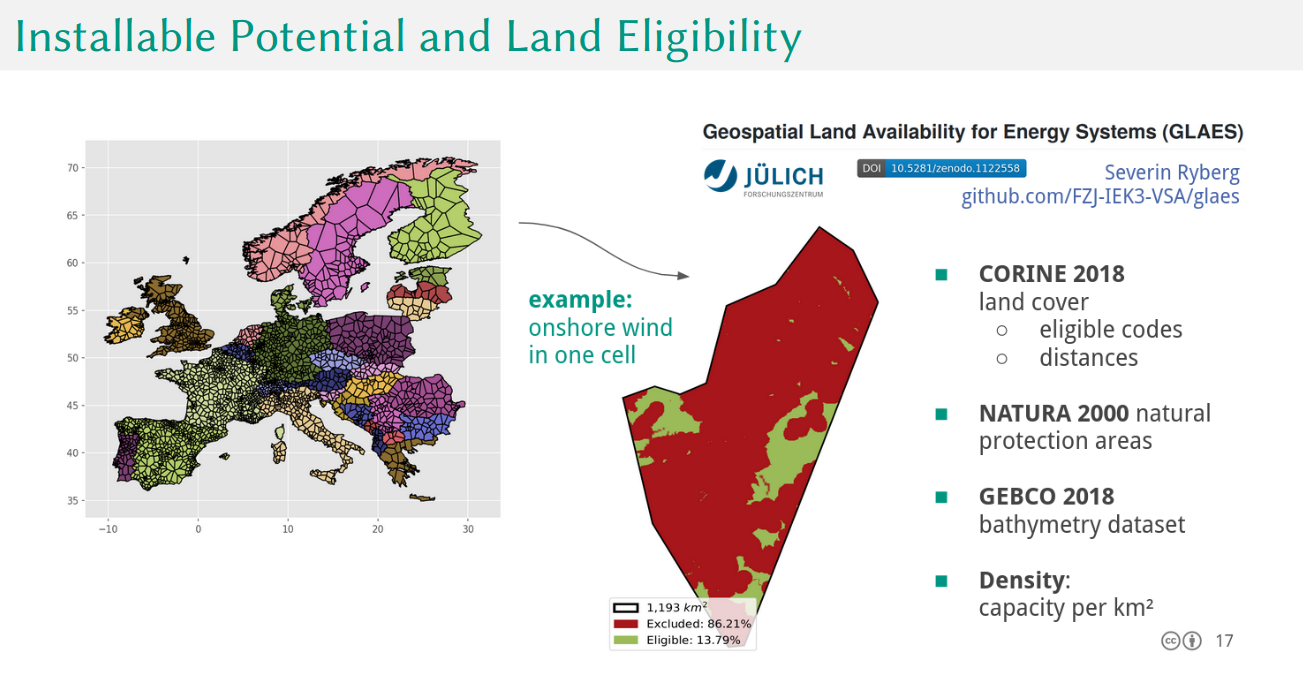 Installable Potential and Land Eligibility
70
65
60
55
50
45
40
35
−10 0 10 20 30
example:
onshore wind
in one cell
Geospatial Land Availability for Energy Systems (GLAES)
JÜLICH
FORSCHUNGSZENTRUM
DOI 10.5281/zenodo.1122558
Severin Ryberg
github.com/FZJ-IEK3-VSA/glaes
1,193 km²
Excluded: 86.21%
Eligible: 13.79%
■ CORINE 2018
land cover
○ eligible codes
○ distances
■ NATURA 2000 natural
protection areas
■ GEBCO 2018
bathymetry dataset
■ Density:
capacity per km²
cc
17